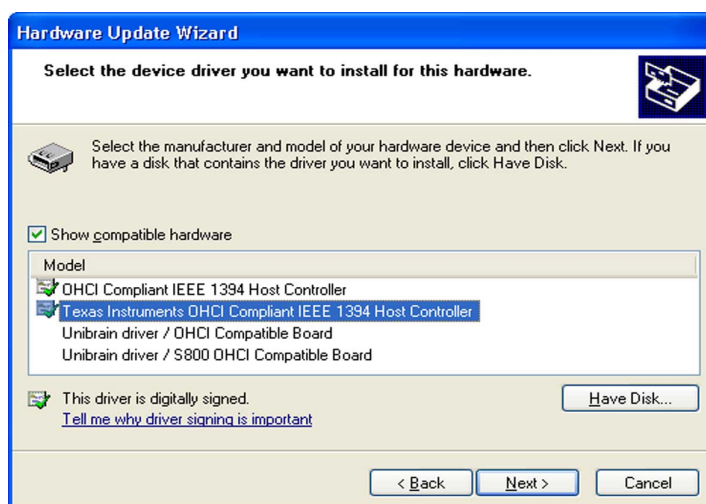 Hardware Update Wizard
Select the device driver you want to install for this hardware.
Select the manufacturer and model of your hardware device and then click Next. If you
have a disk that contains the driver you want to install, click Have Disk.
Show compatible hardware
Model
OHCI Compliant IEEE 1394 Host Controller
Texas Instruments OHCI Compliant IEEE 1394 Host Controller
Unibrain driver / OHCI Compatible Board
Unibrain driver / S800 OHCI Compatible Board
This driver is digitally signed.
Have Disk...
Tell me why driver signing is important
< Back Next > Cancel